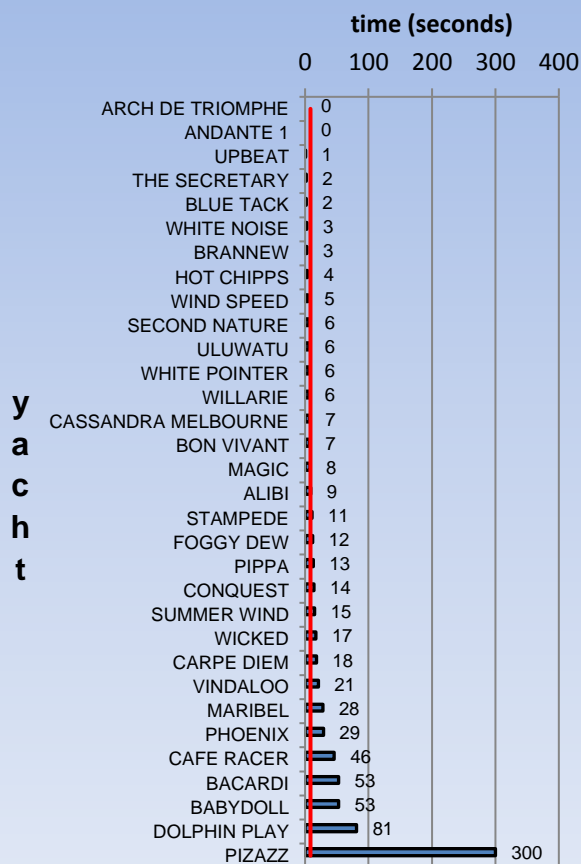 time (seconds)
0 100 200 300 400
ARCH DE TRIOMPHE 0
ANDANTE 1 0
UPBEAT 1
THE SECRETARY 2
BLUE TACK 2
WHITE NOISE 3
BRANNEW 3
HOT CHIPPS 4
WIND SPEED 5
SECOND NATURE 6
ULUWATU 6
WHITE POINTER 6
WILLARIE 6
CASSANDRA MELBOURNE 7
BON VIVANT 7
MAGIC 8
ALIBI 9
STAMPEDE 11
FOGGY DEW 12
PIPPA 13
CONQUEST 14
SUMMER WIND 15
WICKED 17
CARPE DIEM 18
VINDALOO 21
MARIBEL 28
PHOENIX 29
CAFE RACER 46
BACARDI 53
BABYDOLL 53
DOLPHIN PLAY 81
PIZAZZ 300
yacht